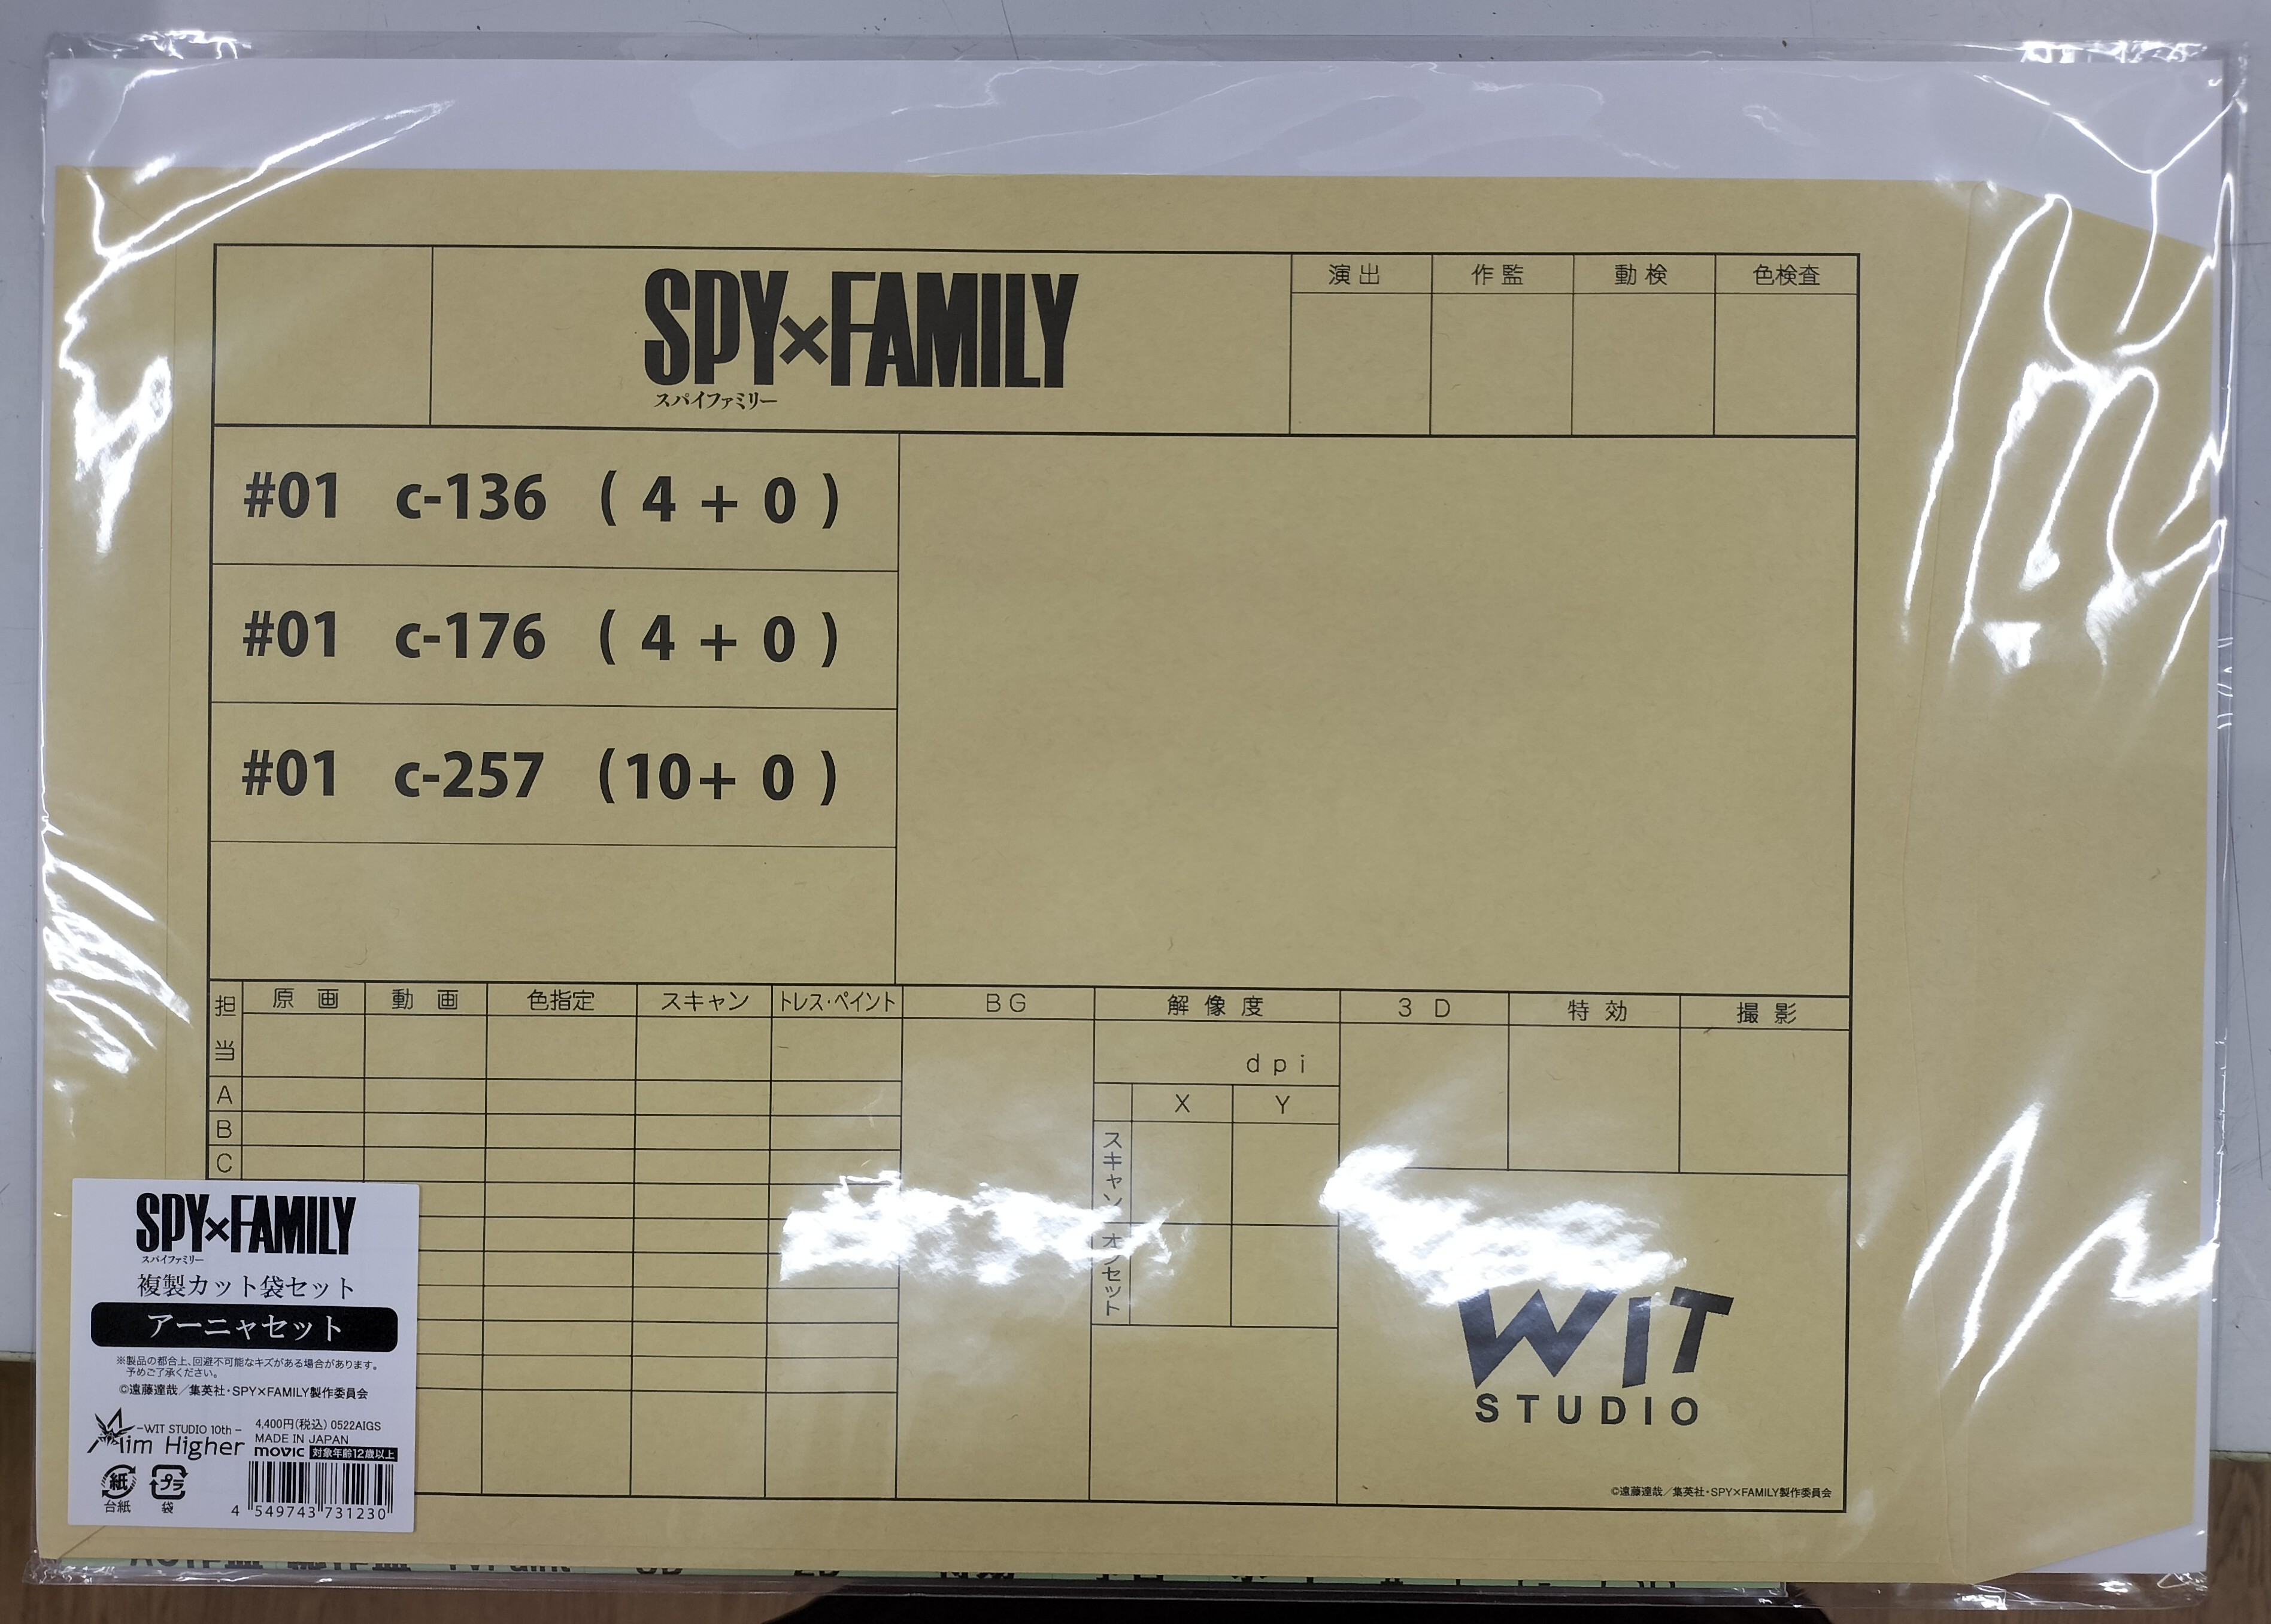 SPY×FAMILY
スパイファミリー
演出 作監 動検 色検査
#01 c-136 ( 4 + 0 )
#01 c-176 ( 4 + 0 )
#01 c-257 (10+ 0 )
担当 原画 動画 色指定 スキャン トレス・ペイント BG 解像度 3D 特効 撮影
dpi
A
X Y
B
C
スキャン
オフセット
WIT
STUDIO
©遠藤達哉/集英社・SPY×FAMILY製作委員会
SPY×FAMILY
スパイファミリー
複製カット袋セット
アーニャセット
※製品の都合上、回避不可能なキズがある場合があります。
予めご了承ください。
©遠藤達哉/集英社・SPY×FAMILY製作委員会
-WIT STUDIO 10th-
Aim Higher
4,400円(税込) 0522AIGS
MADE IN JAPAN
movic 対象年齢12歳以上
紙 プラ
台紙 袋
4 549743 731230